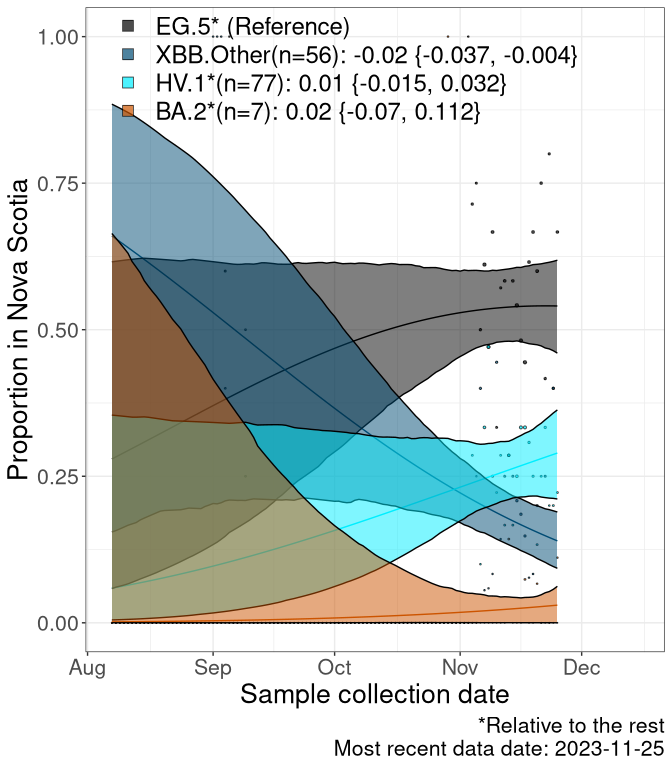 EG.5* (Reference)
XBB.Other(n=56): -0.02 {-0.037, -0.004}
HV.1*(n=77): 0.01 {-0.015, 0.032}
BA.2*(n=7): 0.02 {-0.07, 0.112}
1.00
0.75
0.50
0.25
0.00
Proportion in Nova Scotia
Aug Sep Oct Nov Dec
Sample collection date
*Relative to the rest
Most recent data date: 2023-11-25